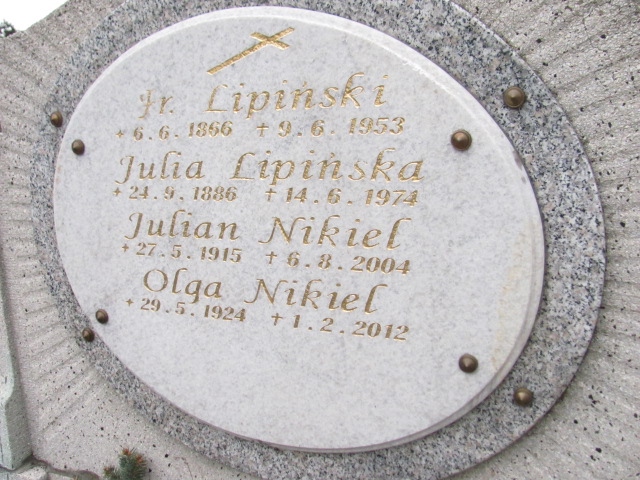 Fr. Lipiński
+ 6.6.1866 + 9.6.1953
Julia Lipińska
+ 24.9.1886 + 14.6.1974
Julian Nikiel
+ 27.5.1915 + 6.8.2004
Olga Nikiel
+ 29.5.1924 + 1.2.2012